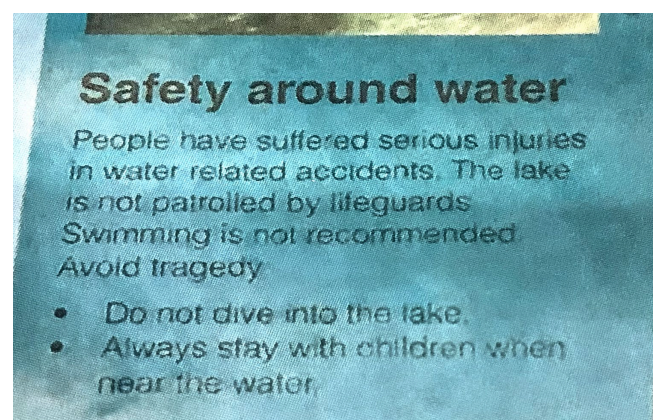 Safety around water
People have suffered serious injuries
in water related accidents. The lake
is not patrolled by lifeguards
Swimming is not recommended.
Avoid tragedy
• Do not dive into the lake.
• Always stay with children when
near the water.